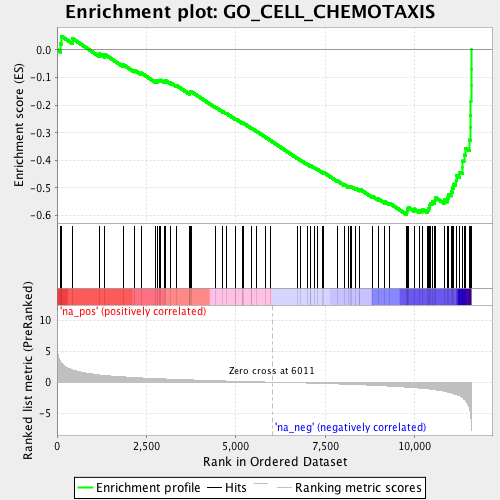 Enrichment plot: GO_CELL_CHEMOTAXIS
Enrichment score (ES)
0.0
-0.1
-0.2
-0.3
-0.4
-0.5
-0.6
'na_pos' (positively correlated)
Ranked list metric (PreRanked)
10
5
0
-5
Zero cross at 6011
'na_neg' (negatively correlated)
0
2,500
5,000
7,500
10,000
Rank in Ordered Dataset
Enrichment profile
Hits
Ranking metric scores